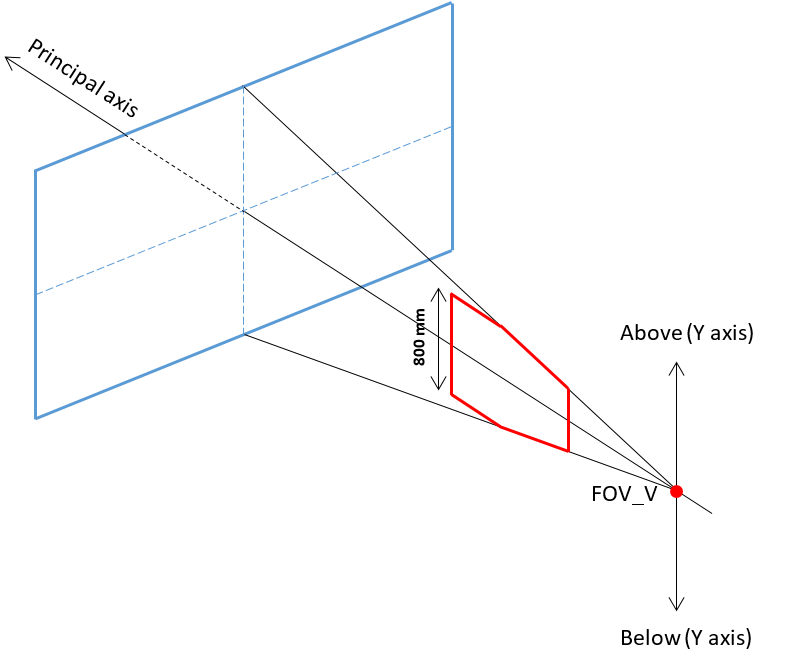 Principal axis
800 mm
Above (Y axis)
FOV_V
Below (Y axis)